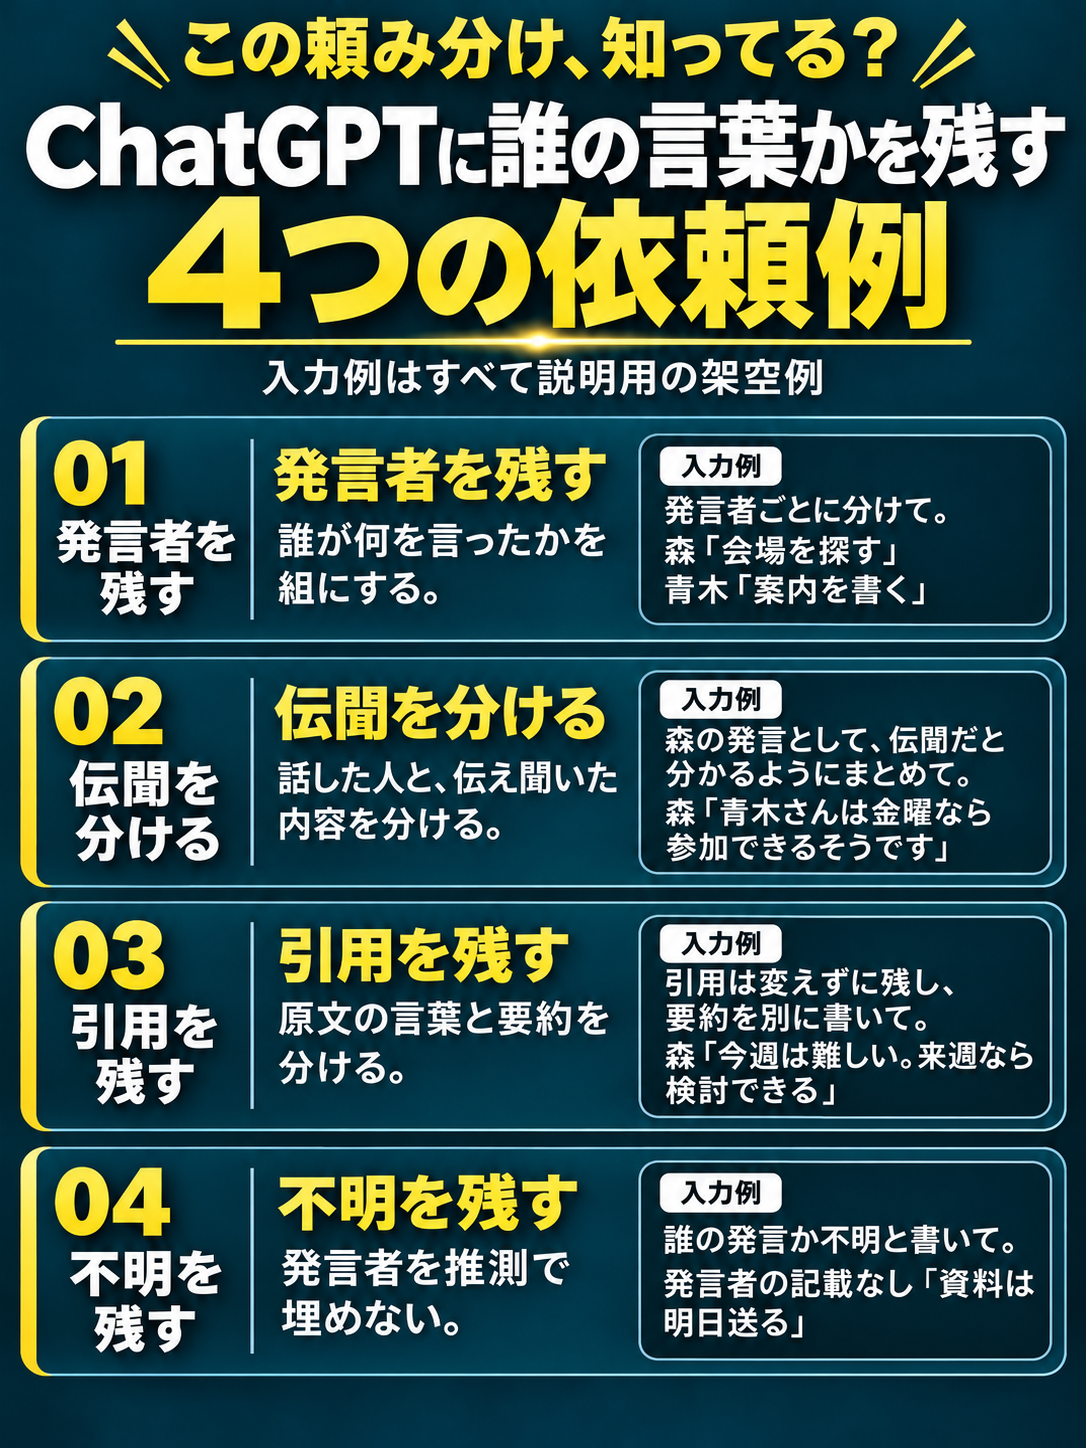 この頼み分け、知ってる？
ChatGPTに誰の言葉かを残す
4つの依頼例
入力例はすべて説明用の架空例
01
発言者を
残す
発言者を残す
誰が何を言ったかを
組にする。
入力例
発言者ごとに分けて。
森「会場を探す」
青木「案内を書く」
02
伝聞を
分ける
伝聞を分ける
話した人と、伝え聞いた
内容を分ける。
入力例
森の発言として、伝聞だと
分かるようにまとめて。
森「青木さんは金曜なら
参加できるそうです」
03
引用を
残す
引用を残す
原文の言葉と要約を
分ける。
入力例
引用は変えずに残し、
要約を別に書いて。
森「今週は難しい。来週なら
検討できる」
04
不明を
残す
不明を残す
発言者を推測で
埋めない。
入力例
誰の発言か不明と書いて。
発言者の記載なし「資料は
明日送る」